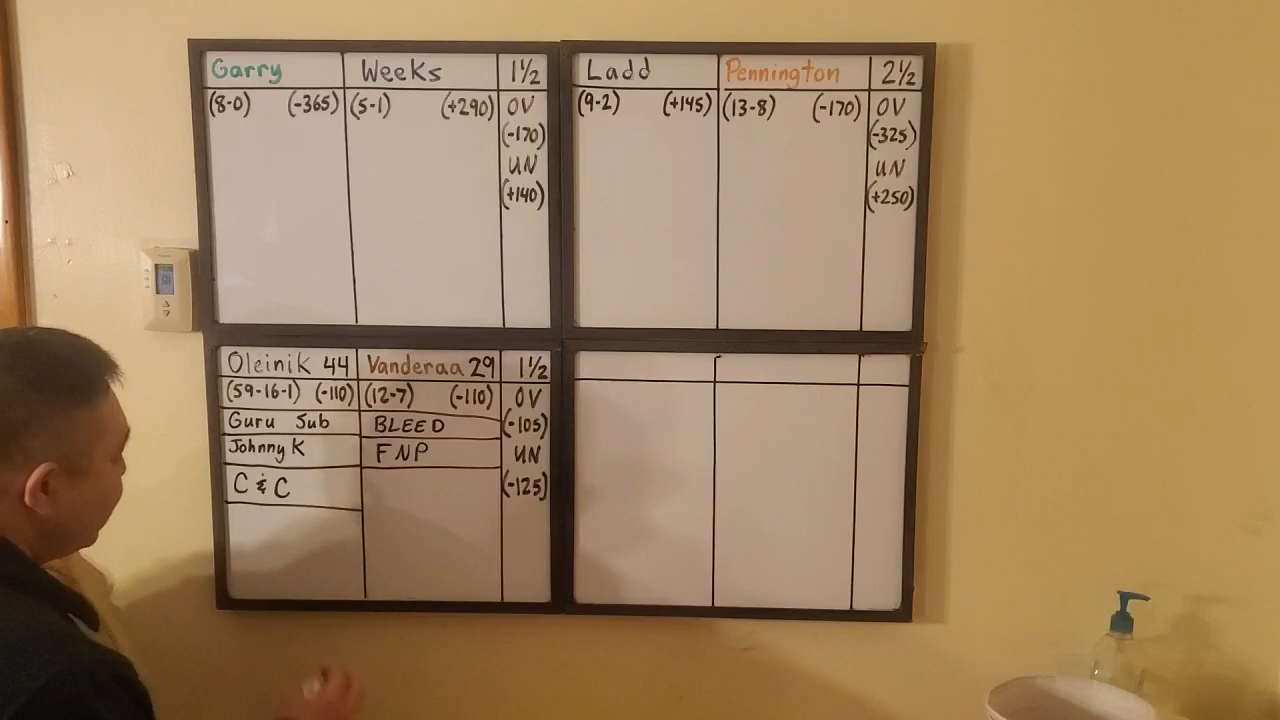 Garry Weeks 1½
(8-0) (-365) (5-1) (+290) OV
(-170)
UN
(+140)
Ladd Pennington 2½
(9-2) (+145) (13-8) (-170) OV
(-325)
UN
(+250)
Oleinik 44 Vanderaa 29 1½
(59-16-1) (-110) (12-7) (-110) OV
Guru Sub BLEED (-105)
Johnny K FNP UN
C & C (-125)